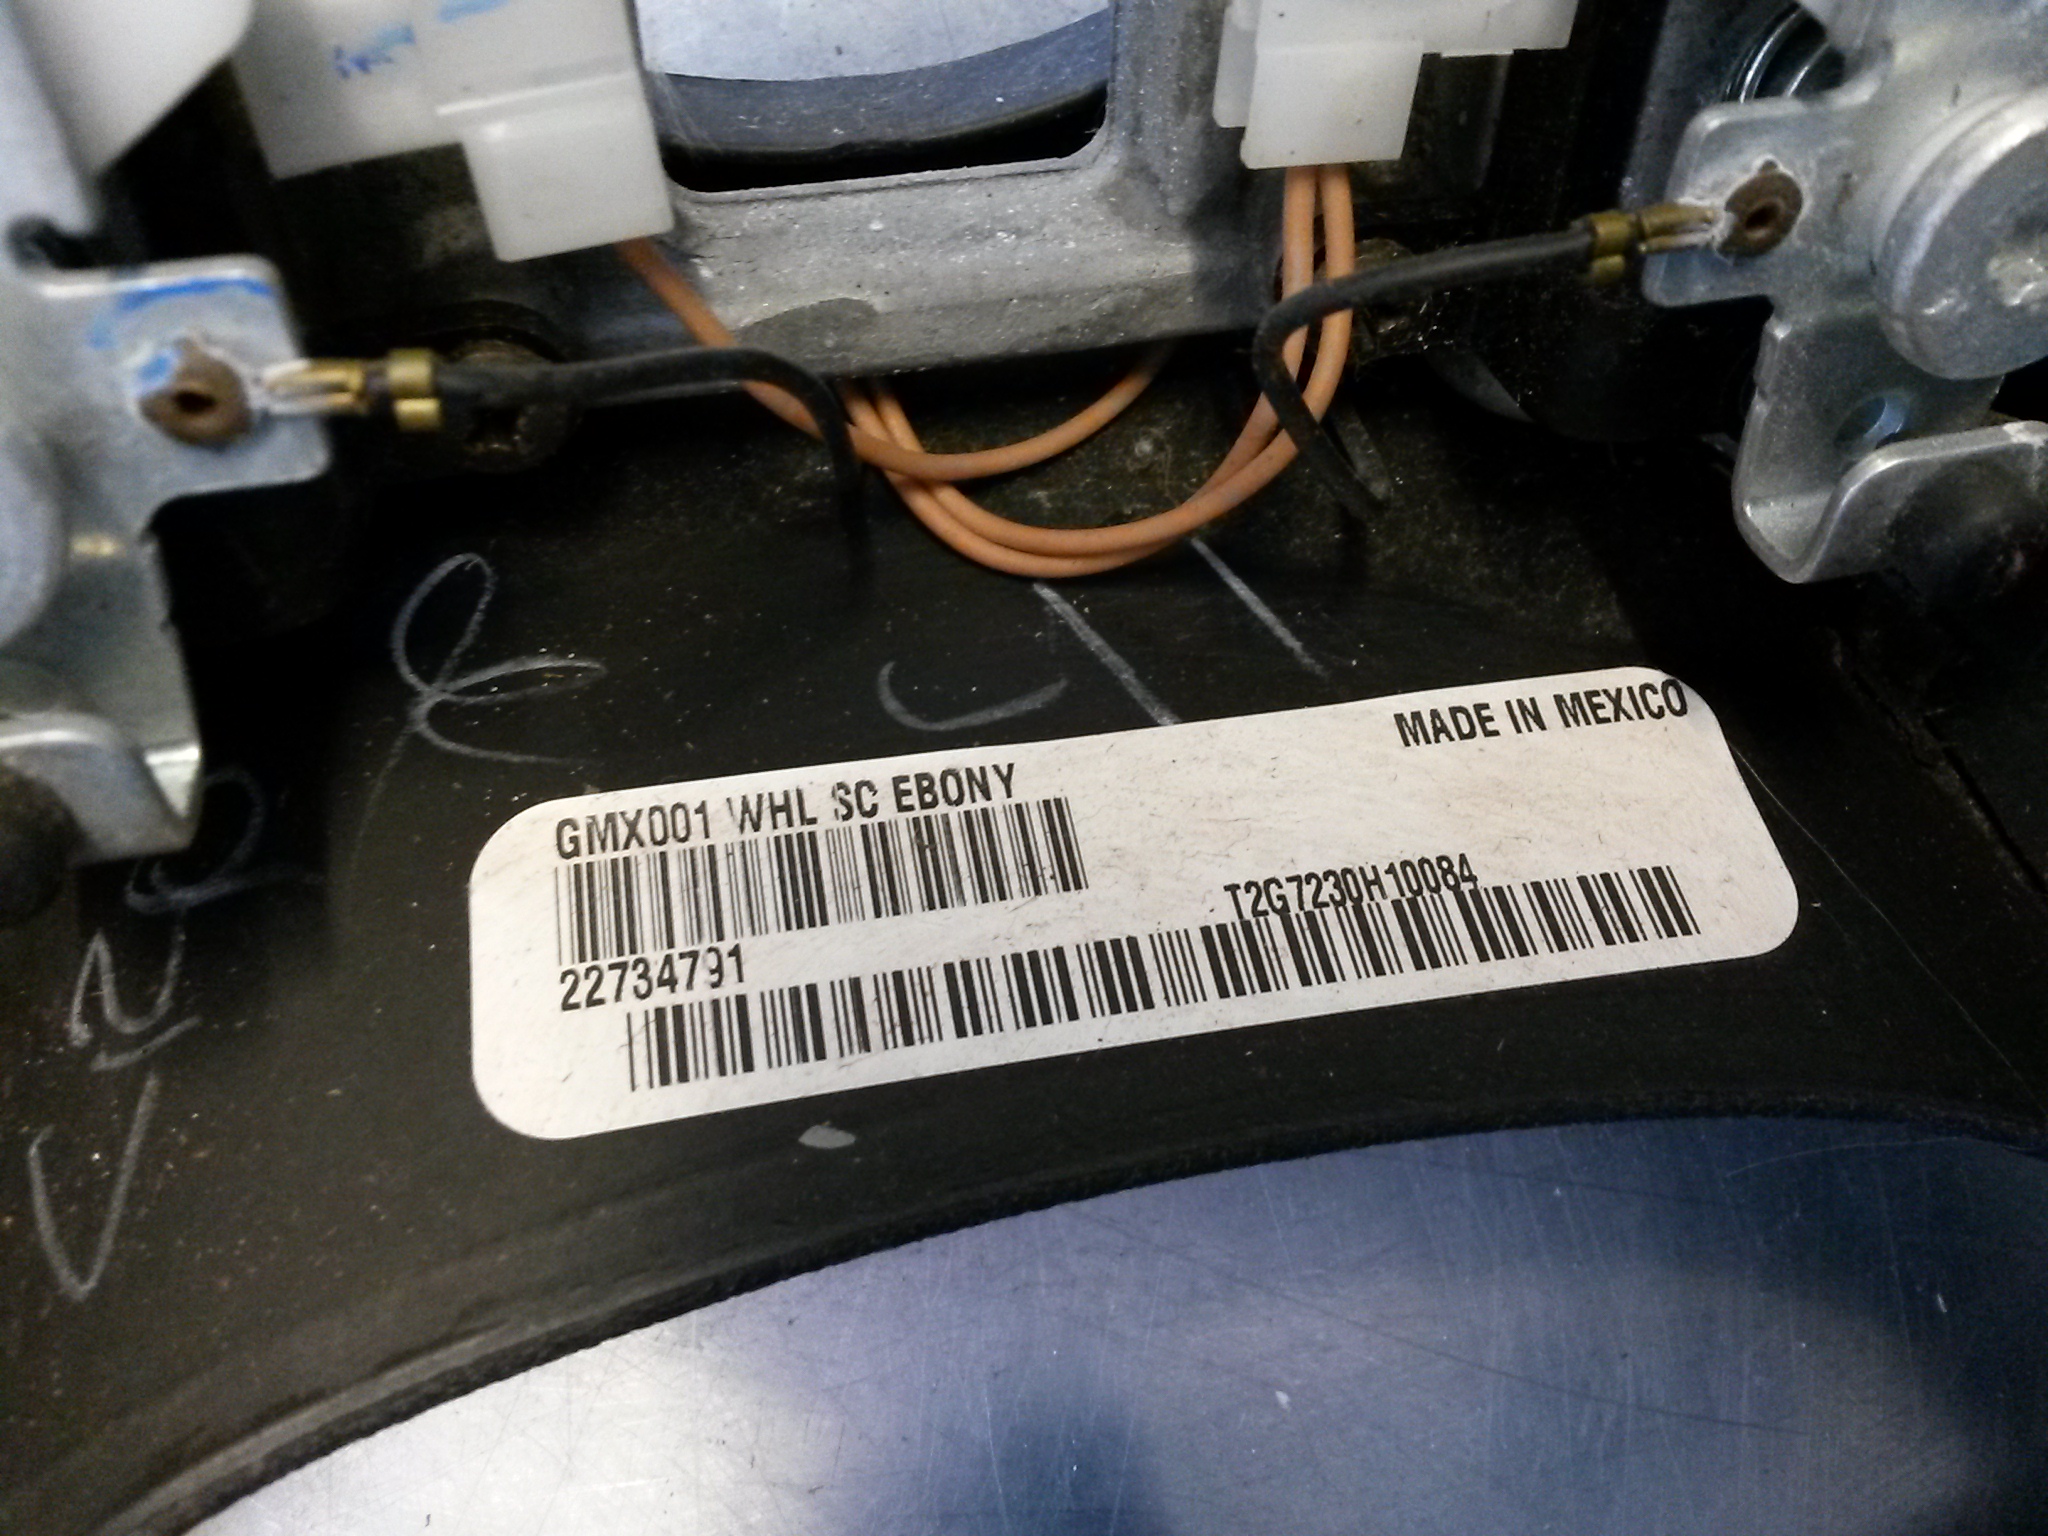 MADE IN MEXICO
GMX001 WHL SC EBONY
T2G7230H10084
22734791